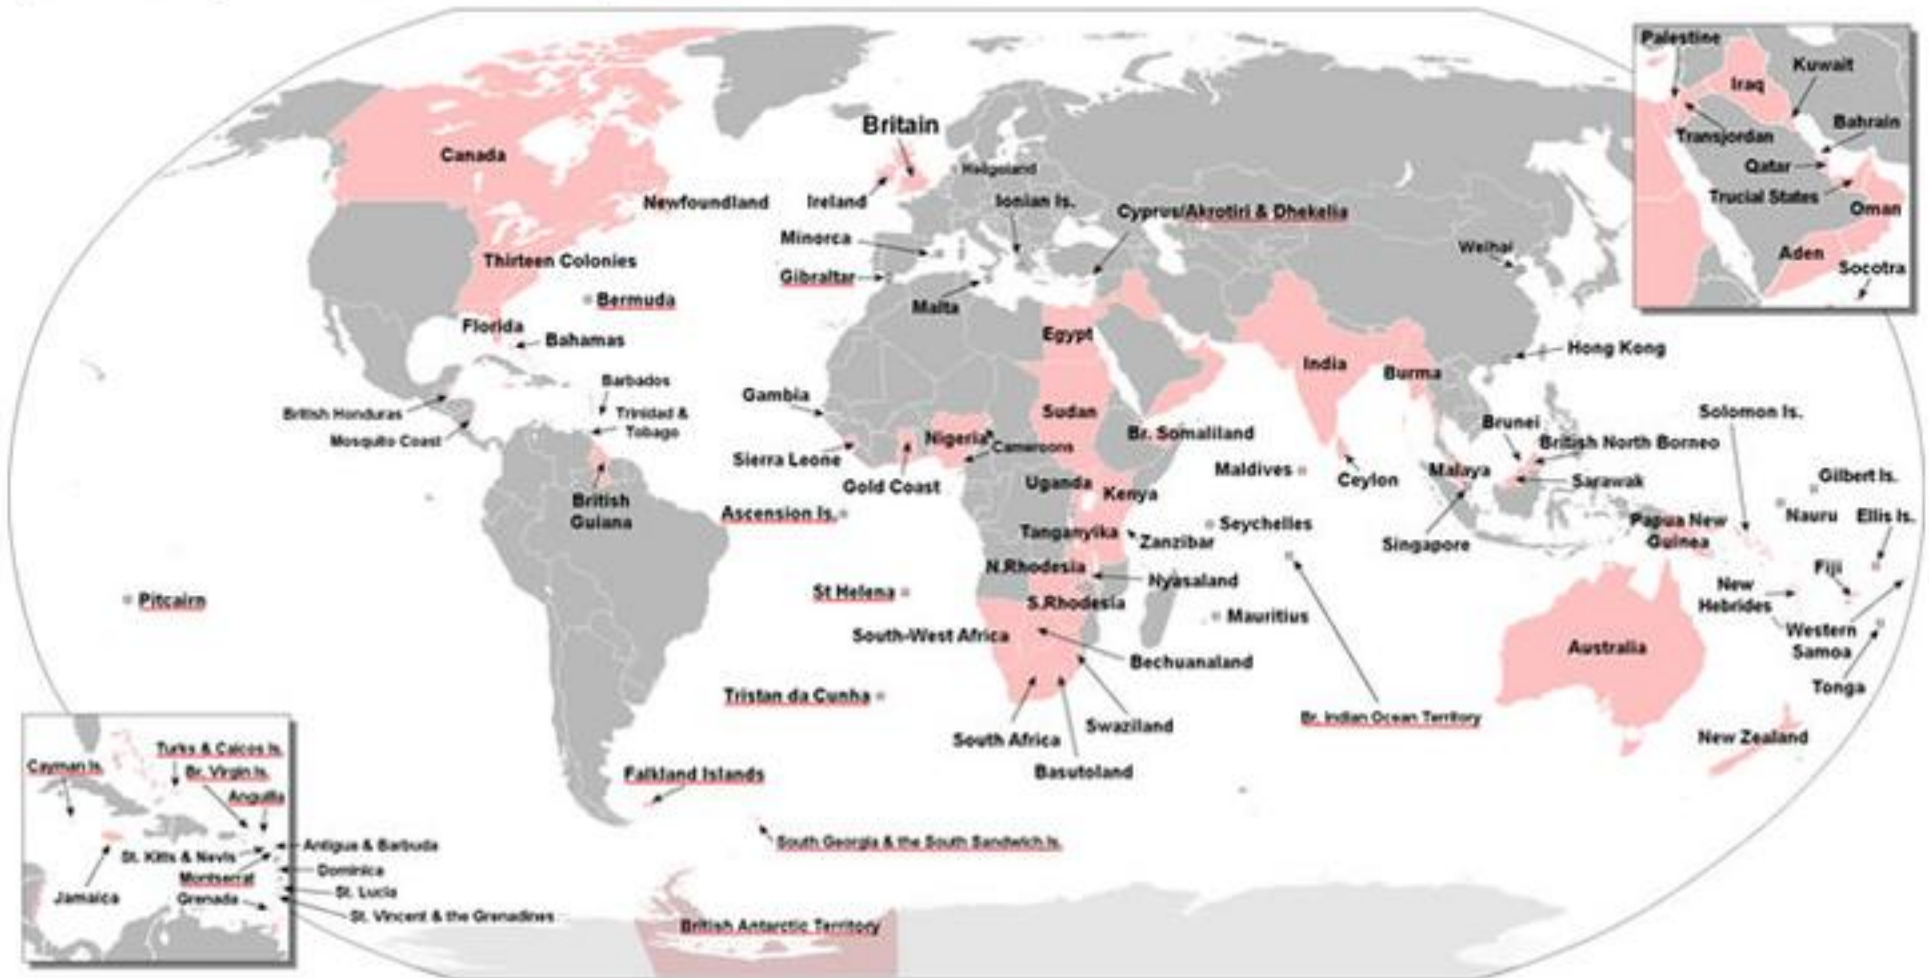 Britain
Canada
Helgoland
Newfoundland
Ireland
Ionian Is.
Cyprus/Akrotiri & Dhekelia
Minorca
Weihai
Thirteen Colonies
Gibraltar
Bermuda
Malta
Florida
Bahamas
Egypt
Hong Kong
India
Burma
Barbados
Gambia
British Honduras
Trinidad &
Tobago
Sudan
Solomon Is.
Mosquito Coast
Nigeria
Br. Somaliland
Brunei
Cameroons
British North Borneo
Sierra Leone
Maldives
Malaya
Gold Coast
Uganda
Kenya
Ceylon
Sarawak
Gilbert Is.
British
Guiana
Ascension Is.
Seychelles
Nauru
Ellis Is.
Papua New
Guinea
Tanganyika
Zanzibar
Singapore
N.Rhodesia
Nyasaland
Fiji
New
Hebrides
Pitcairn
St Helena
S.Rhodesia
Mauritius
South-West Africa
Western
Samoa
Australia
Bechuanaland
Tonga
Tristan da Cunha
Br. Indian Ocean Territory
Swaziland
South Africa
New Zealand
Basutoland
Falkland Islands
South Georgia & the South Sandwich Is.
British Antarctic Territory
Palestine
Kuwait
Iraq
Bahrain
Transjordan
Qatar
Trucial States
Oman
Aden
Socotra
Turks & Caicos Is.
Cayman Is.
Br. Virgin Is.
Anguilla
Antigua & Barbuda
St. Kitts & Nevis
Dominica
Montserrat
St. Lucia
Jamaica
Grenada
St. Vincent & the Grenadines